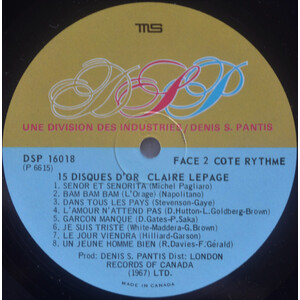 MS
DSP
UNE DIVISION DES INDUSTRIES / DENIS S. PANTIS
DSP 16018
(P 6615)
FACE 2 COTE RYTHME
15 DISQUES D'OR CLAIRE LEPAGE
1. SENOR ET SENORITA (Michel Pagliaro)
2. BAM BAM BAM (L'Orage) (Napolitano)
3. DANS TOUS LES PAYS (Stevenson-Gaye)
4. L'AMOUR N'ATTEND PAS (D.Hutton-L.Goldberg-Brown)
5. GARCON MANQUE (D.Gates-P.Saka)
6. JE SUIS TRISTE (White-Maddera-G.Brown)
7. LE JOUR VIENDRA (Hilliard-Garson)
8. UN JEUNE HOMME BIEN (R.Davies-F.Gérald)
Prod: DENIS S. PANTIS Dist: LONDON
RECORDS OF CANADA
(1967) LTD.
MADE IN CANADA